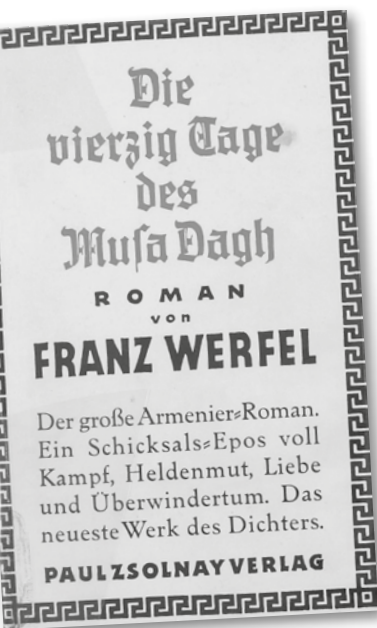 Die
vierzig Tage
des
Muſa Dagh
ROMAN
von
FRANZ WERFEL
Der große Armenier⸗Roman.
Ein Schicksals⸗Epos voll
Kampf, Heldenmut, Liebe
und Überwindertum. Das
neueste Werk des Dichters.
PAUL ZSOLNAY VERLAG